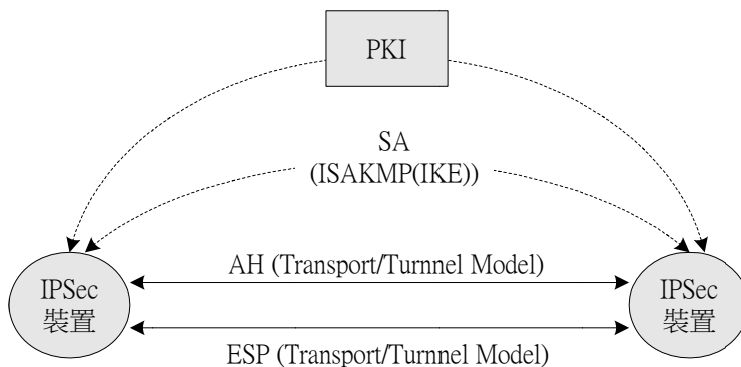 PKI
SA
(ISAKMP(IKE))
AH (Transport/Turnnel Model)
IPSec
裝置
IPSec
裝置
ESP (Transport/Turnnel Model)